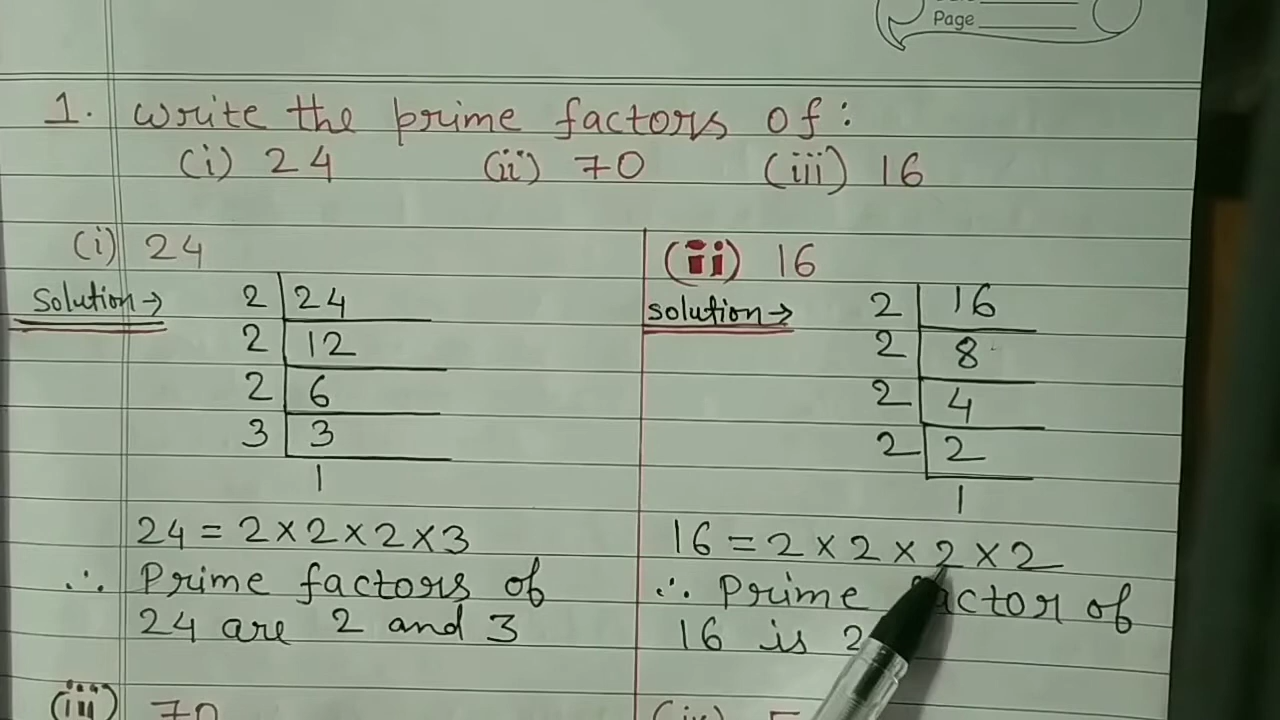 Page
1. Write the prime factors of:
(i) 24 (ii) 70 (iii) 16
(i) 24
Solution→
2 | 24
2 | 12
2 | 6
3 | 3
1
24 = 2×2×2×3
∴ Prime factors of
24 are 2 and 3
(ii) 16
Solution→
2 | 16
2 | 8
2 | 4
2 | 2
1
16 = 2×2×2×2
∴ Prime factor of
16 is 2
(iii) 70
(iv)